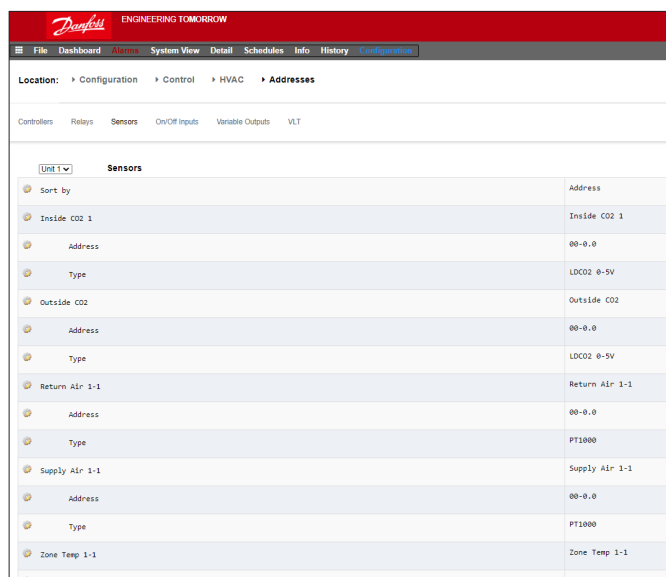 Danfoss ENGINEERING TOMORROW
File Dashboard Alarms System View Detail Schedules Info History Configuration
Location: Configuration Control HVAC Addresses
Controllers Relays Sensors On/Off Inputs Variable Outputs VLT
Unit 1 Sensors
Sort by Address
Inside CO2 1 Inside CO2 1
Address 00-0.0
Type LDCO2 0-5V
Outside CO2 Outside CO2
Address 00-0.0
Type LDCO2 0-5V
Return Air 1-1 Return Air 1-1
Address 00-0.0
Type PT1000
Supply Air 1-1 Supply Air 1-1
Address 00-0.0
Type PT1000
Zone Temp 1-1 Zone Temp 1-1